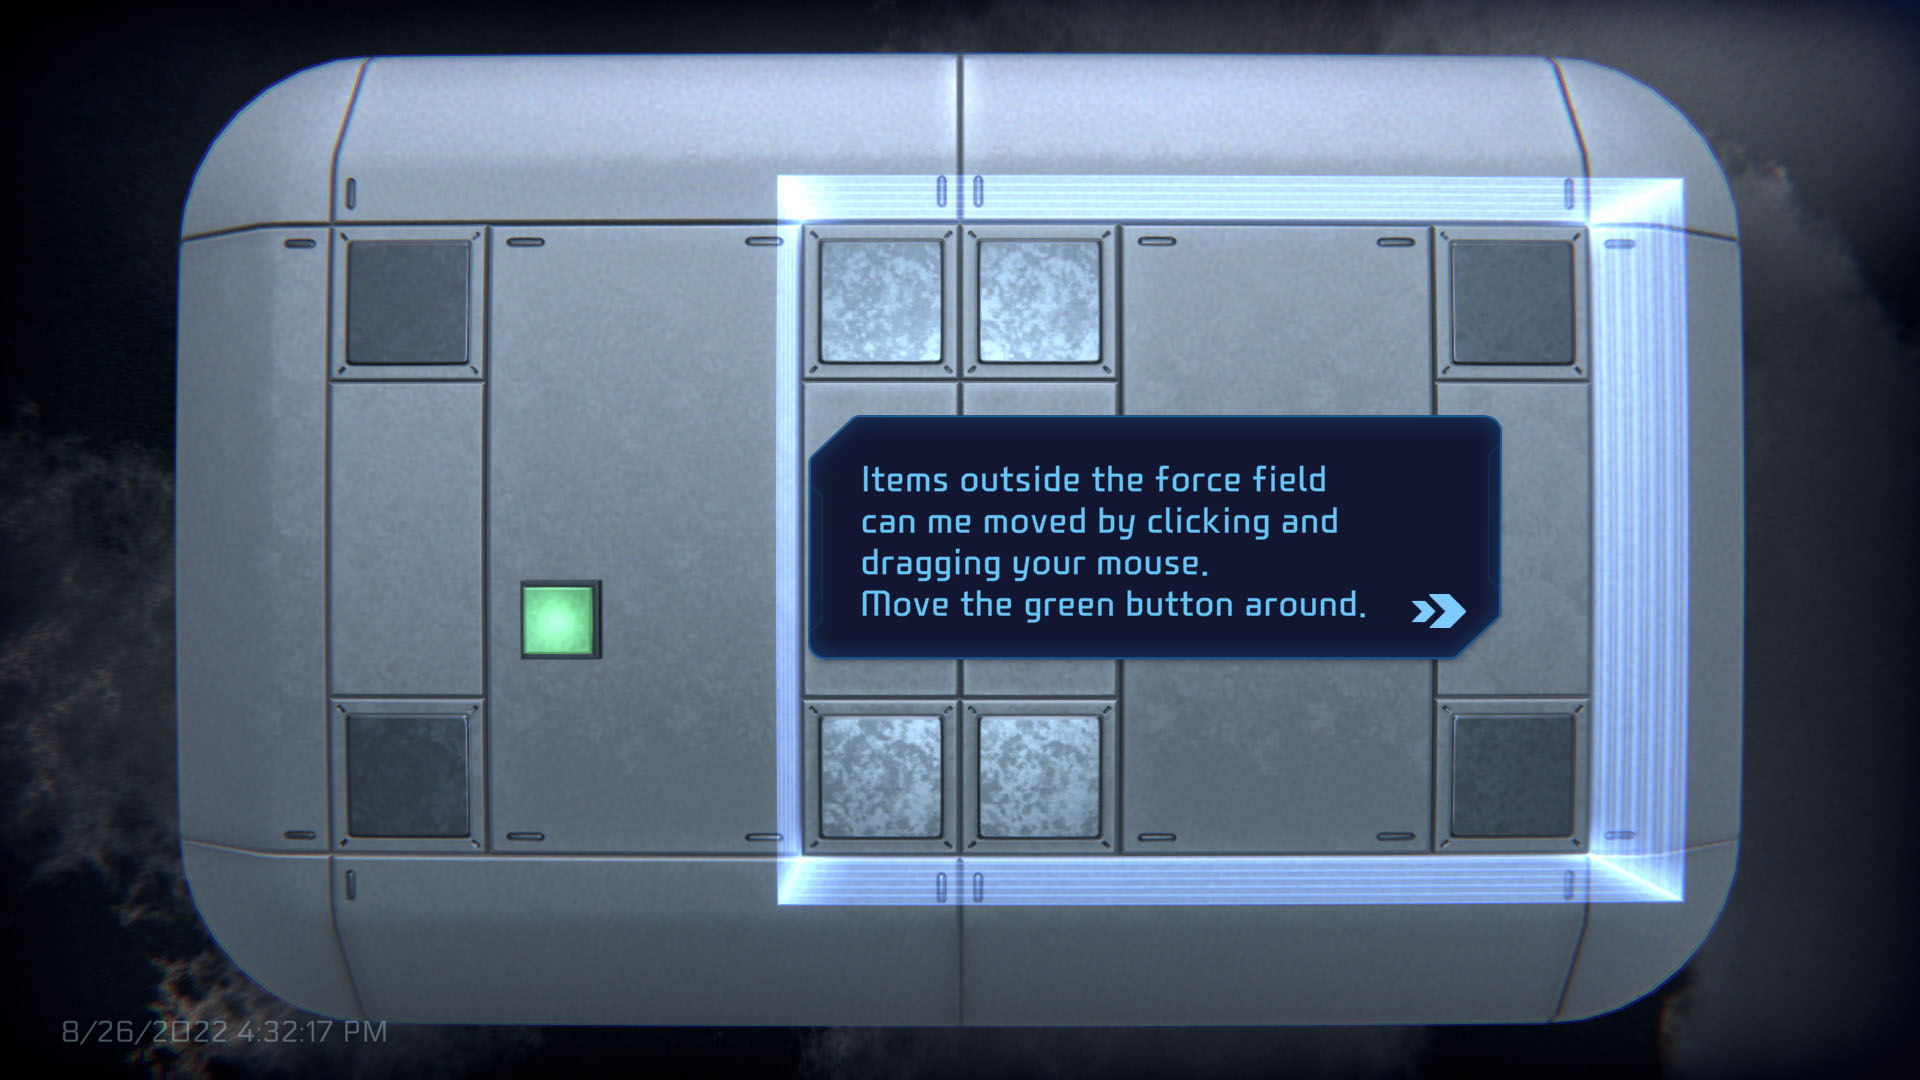 Items outside the force field
can me moved by clicking and
dragging your mouse.
Move the green button around.
8/26/2022 4:32:17 PM